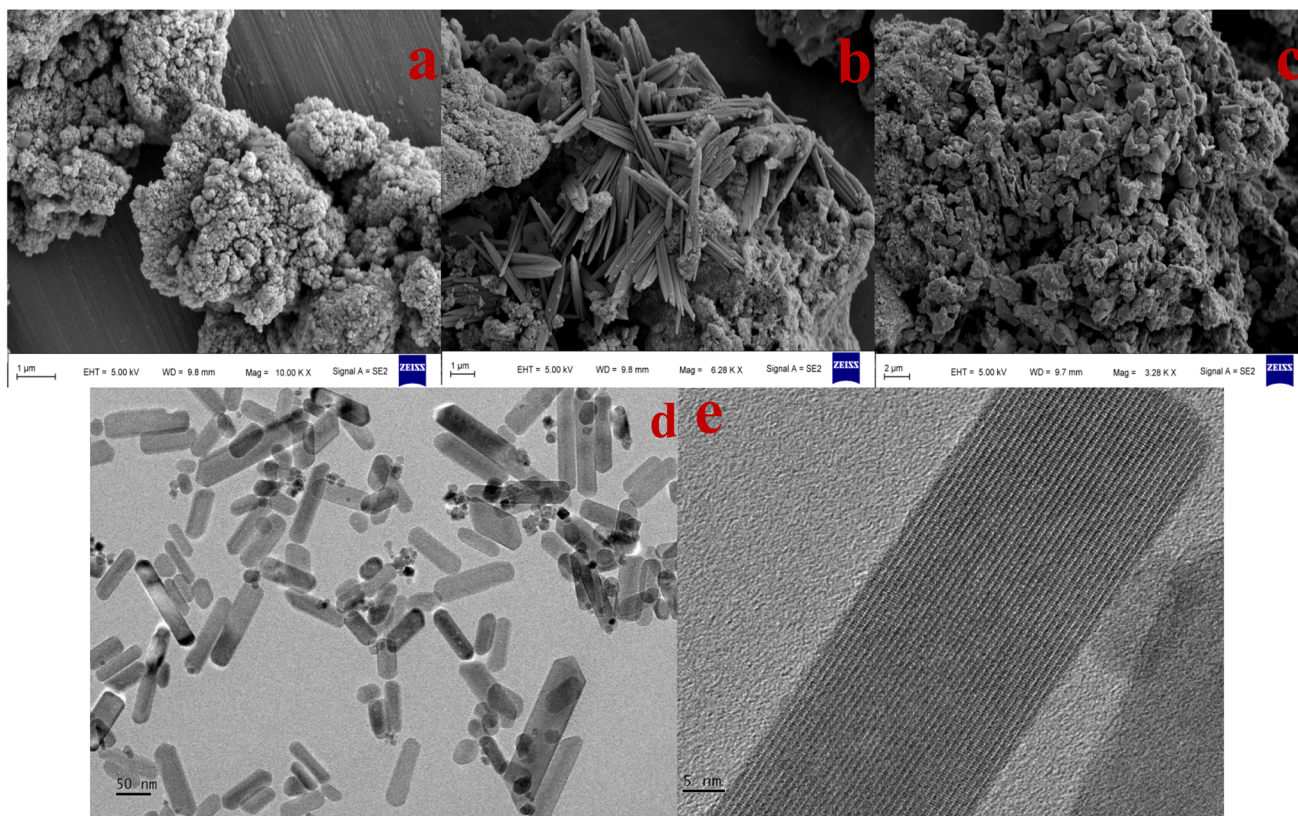 a
b
c
1 µm EHT = 5.00 kV WD = 9.8 mm Mag = 10.00 K X Signal A = SE2 ZEISS
1 µm EHT = 5.00 kV WD = 9.8 mm Mag = 6.28 K X Signal A = SE2 ZEISS
2 µm EHT = 5.00 kV WD = 9.7 mm Mag = 3.28 K X Signal A = SE2 ZEISS
d
e
50 nm
5 nm